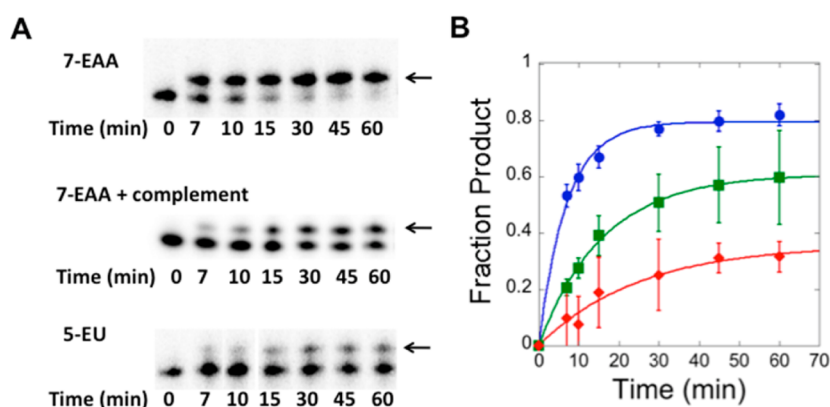 A
7-EAA
Time (min) 0 7 10 15 30 45 60
7-EAA + complement
Time (min) 0 7 10 15 30 45 60
5-EU
Time (min) 0 7 10 15 30 45 60
B
Fraction Product
1
0.8
0.6
0.4
0.2
0
0 10 20 30 40 50 60 70
Time (min)